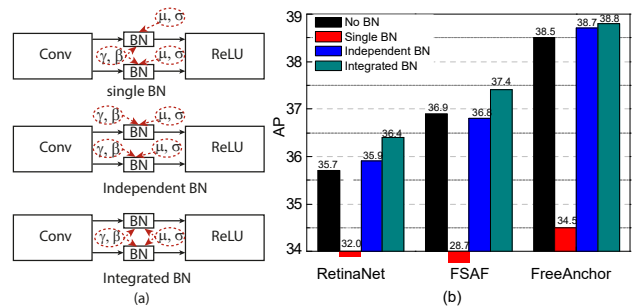 μ, σ
Conv
BN
ReLU
γ, β
μ, σ
BN
single BN
γ, β
μ, σ
Conv
BN
ReLU
γ, β
μ, σ
BN
Independent BN
Conv
BN
ReLU
γ, β
μ, σ
BN
Integrated BN
(a)
39
38
37
36
35
34
AP
No BN
Single BN
Independent BN
Integrated BN
35.7
32.0
35.9
36.4
36.9
28.7
36.8
37.4
38.5
34.5
38.7
38.8
RetinaNet
FSAF
FreeAnchor
(b)